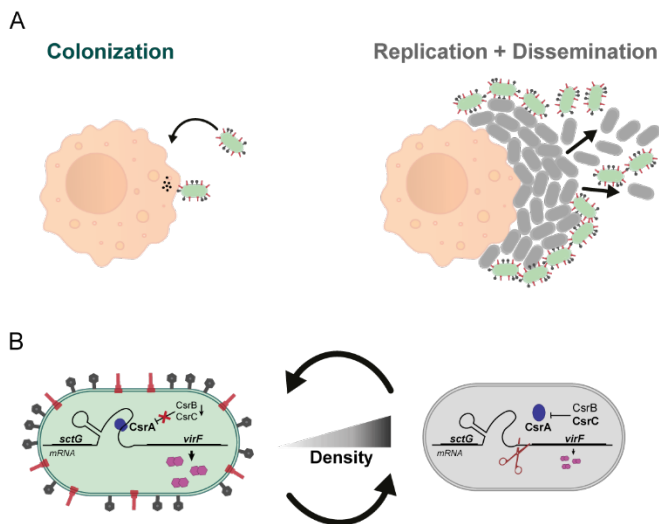 A
Colonization
Replication + Dissemination
B
CsrB
CsrC
CsrA
sctG
virF
mRNA
Density
CsrB
CsrC
CsrA
sctG
virF
mRNA